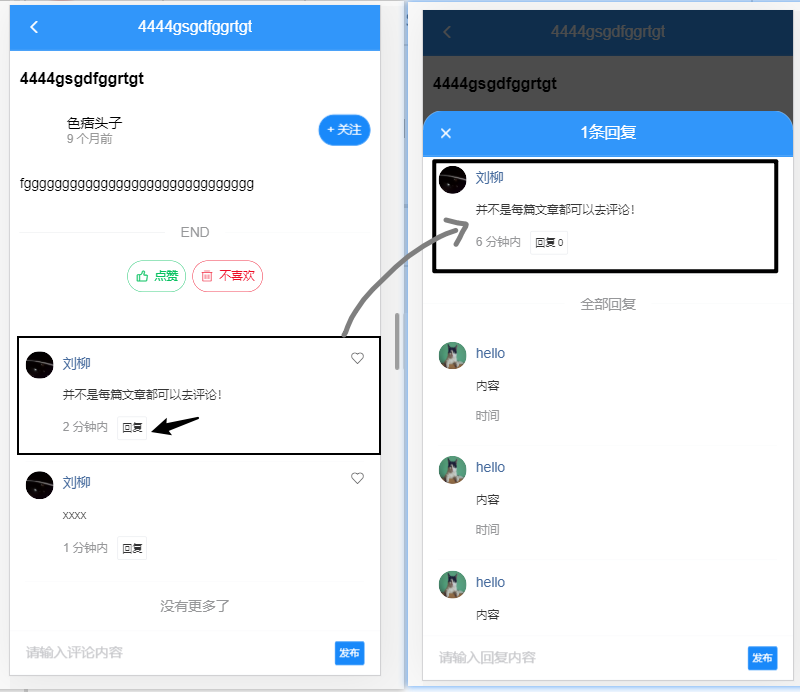 4444gsgdfggrtgt
4444gsgdfggrtgt
色痞头子
9 个月前
+ 关注
fgggggggggggggggggggggggggggggg
END
点赞
不喜欢
刘柳
并不是每篇文章都可以去评论!
2 分钟内 回复
刘柳
xxxx
1 分钟内 回复
没有更多了
请输入评论内容
发布
4444gsgdfggrtgt
4444gsgdfggrtgt
1条回复
刘柳
并不是每篇文章都可以去评论!
6 分钟内 回复 0
全部回复
hello
内容
时间
hello
内容
时间
hello
内容
请输入回复内容
发布